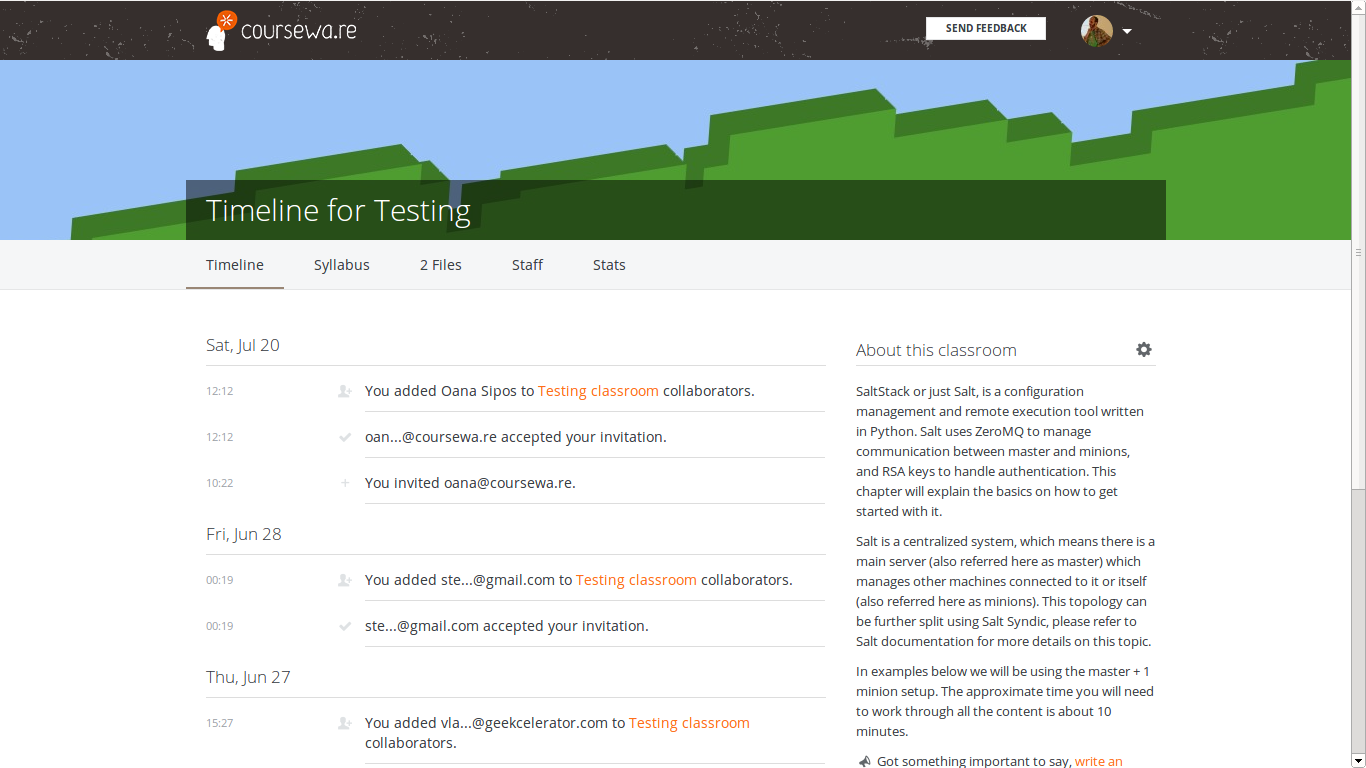 coursewa.re
SEND FEEDBACK
Timeline for Testing
Timeline
Syllabus
2 Files
Staff
Stats
Sat, Jul 20
12:12
You added Oana Sipos to Testing classroom collaborators.
12:12
oan...@coursewa.re accepted your invitation.
10:22
You invited oana@coursewa.re.
Fri, Jun 28
00:19
You added ste...@gmail.com to Testing classroom collaborators.
00:19
ste...@gmail.com accepted your invitation.
Thu, Jun 27
15:27
You added vla...@geekcelerator.com to Testing classroom
collaborators.
About this classroom
SaltStack or just Salt, is a configuration
management and remote execution tool written
in Python. Salt uses ZeroMQ to manage
communication between master and minions,
and RSA keys to handle authentication. This
chapter will explain the basics on how to get
started with it.
Salt is a centralized system, which means there is a
main server (also referred here as master) which
manages other machines connected to it or itself
(also referred here as minions). This topology can
be further split using Salt Syndic, please refer to
Salt documentation for more details on this topic.
In examples below we will be using the master + 1
minion setup. The approximate time you will need
to work through all the content is about 10
minutes.
Got something important to say, write an